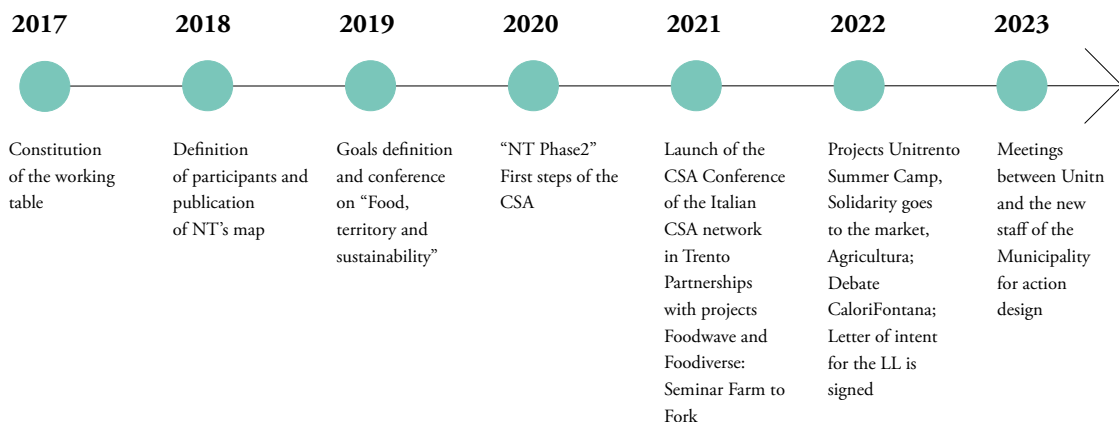 2017
Constitution
of the working
table
2018
Definition
of participants and
publication
of NT's map
2019
Goals definition
and conference
on “Food,
territory and
sustainability”
2020
“NT Phase2”
First steps of the
CSA
2021
Launch of the
CSA Conference
of the Italian
CSA network
in Trento
Partnerships
with projects
Foodwave and
Foodiverse:
Seminar Farm to
Fork
2022
Projects Unitrento
Summer Camp,
Solidarity goes
to the market,
Agricultura;
Debate
CaloriFontana;
Letter of intent
for the LL is
signed
2023
Meetings
between Unitn
and the new
staff of the
Municipality
for action
design